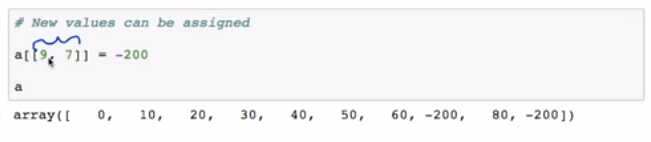 # New values can be assigned
a[[9, 7]] = -200
a
array([   0,   10,   20,   30,   40,   50,   60, -200,   80, -200])